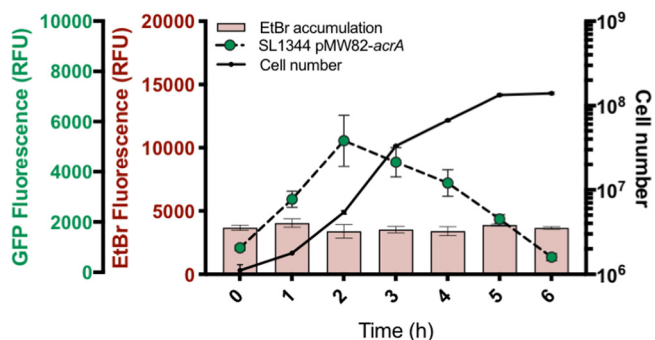 GFP Fluorescence (RFU)
10000
8000
6000
4000
2000
0
EtBr Fluorescence (RFU)
20000
15000
10000
5000
0
EtBr accumulation
SL1344 pMW82-acrA
Cell number
10⁹
10⁸
10⁷
10⁶
Cell number
0 1 2 3 4 5 6
Time (h)